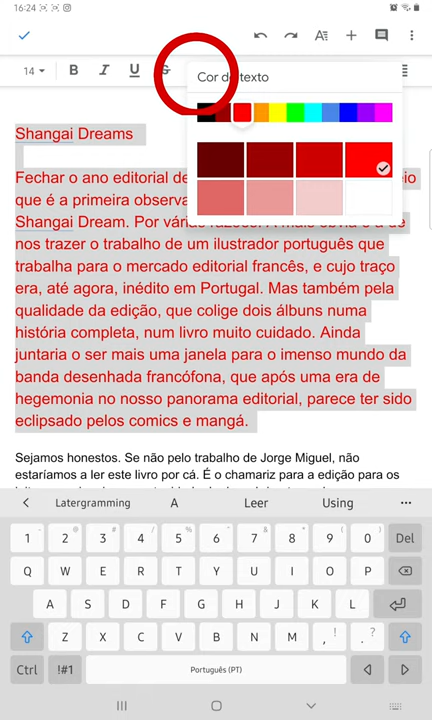 16:24
14
B I U S
Cor do texto
Shangai Dreams
Fechar o ano editorial de
que é a primeira observa
Shangai Dream. Por várias razões. A mais óbvia é a de
nos trazer o trabalho de um ilustrador português que
trabalha para o mercado editorial francês, e cujo traço
era, até agora, inédito em Portugal. Mas também pela
qualidade da edição, que colige dois álbuns numa
história completa, num livro muito cuidado. Ainda
juntaria o ser mais uma janela para o imenso mundo da
banda desenhada francófona, que após uma era de
hegemonia no nosso panorama editorial, parece ter sido
eclipsado pelos comics e mangá.
Sejamos honestos. Se não pelo trabalho de Jorge Miguel, não
estaríamos a ler este livro por cá. É o chamariz para a edição para os
Latergramming A Leer Using
1 2 3 4 5 6 7 8 9 0 Del
Q W E R T Y U I O P
A S D F G H J K L
Z X C V B N M , ! . ?
Ctrl !#1 Português (PT)